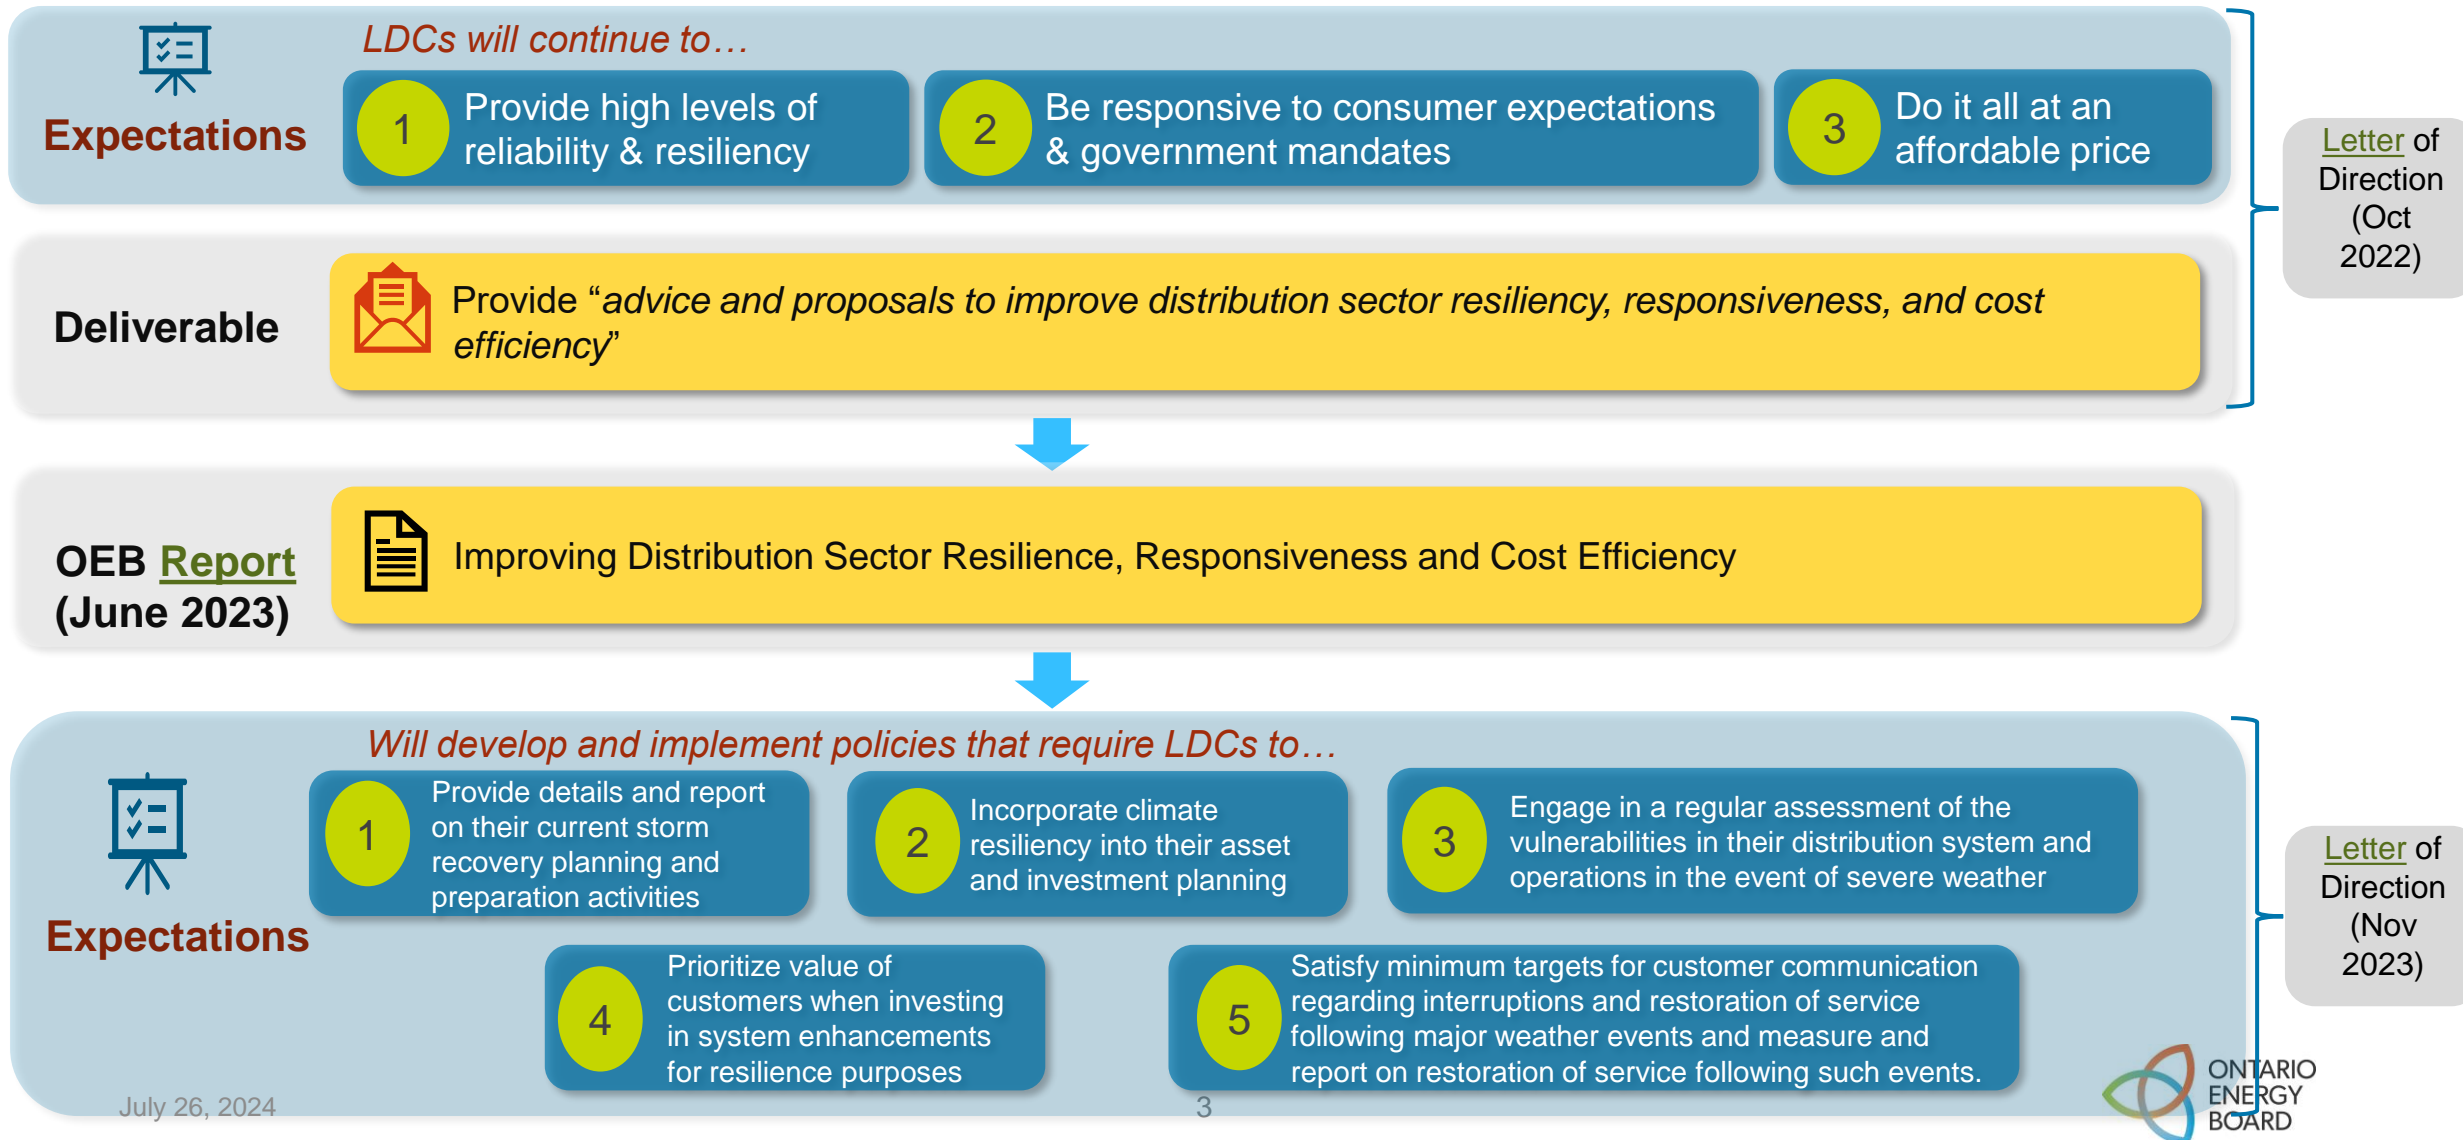 LDCs will continue to…
Expectations
1
Provide high levels of
reliability & resiliency
2
Be responsive to consumer expectations
& government mandates
3
Do it all at an
affordable price
Letter of
Direction
(Oct
2022)
Deliverable
Provide “advice and proposals to improve distribution sector resiliency, responsiveness, and cost
efficiency”
OEB Report
(June 2023)
Improving Distribution Sector Resilience, Responsiveness and Cost Efficiency
Will develop and implement policies that require LDCs to…
Expectations
1
Provide details and report
on their current storm
recovery planning and
preparation activities
2
Incorporate climate
resiliency into their asset
and investment planning
3
Engage in a regular assessment of the
vulnerabilities in their distribution system and
operations in the event of severe weather
4
Prioritize value of
customers when investing
in system enhancements
for resilience purposes
5
Satisfy minimum targets for customer communication
regarding interruptions and restoration of service
following major weather events and measure and
report on restoration of service following such events.
Letter of
Direction
(Nov
2023)
July 26, 2024
3
ONTARIO
ENERGY
BOARD